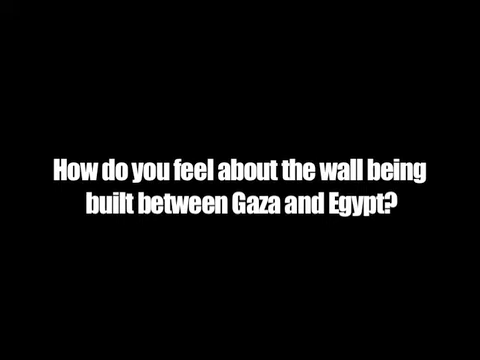 How do you feel about the wall being
built between Gaza and Egypt?